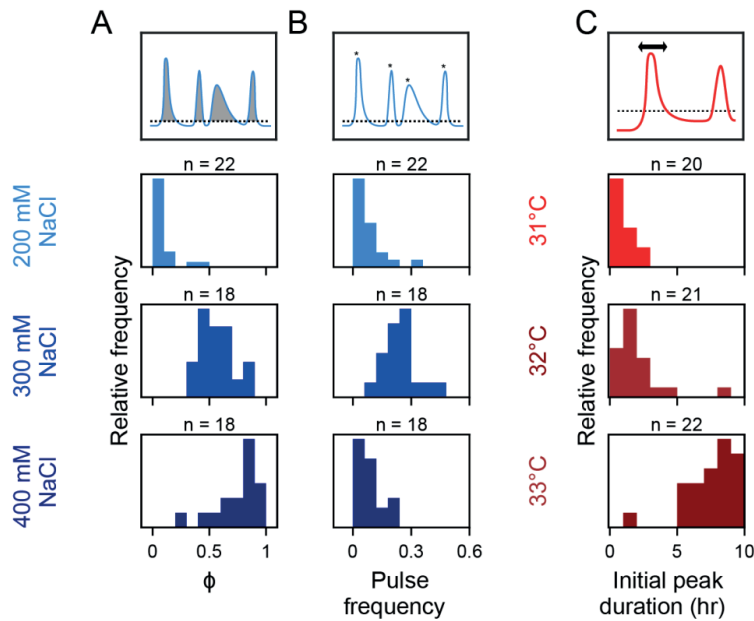 A
B
C
* * * *
n = 22
n = 22
n = 20
200 mM
NaCl
31°C
n = 18
n = 18
n = 21
300 mM
NaCl
32°C
Relative frequency
Relative frequency
n = 18
n = 18
n = 22
400 mM
NaCl
33°C
0 0.5 1
0 0.3 0.6
0 5 10
ϕ
Pulse
frequency
Initial peak
duration (hr)